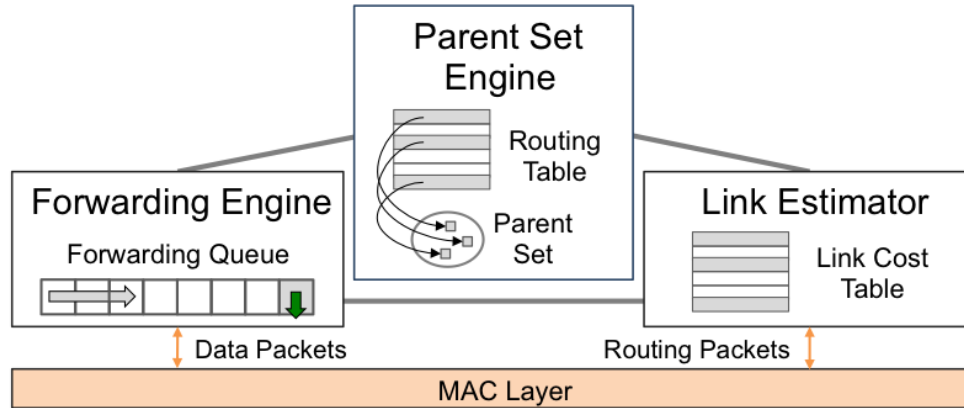 Parent Set
Engine
Routing
Table
Parent
Set
Forwarding Engine
Forwarding Queue
Link Estimator
Link Cost
Table
Data Packets
Routing Packets
MAC Layer